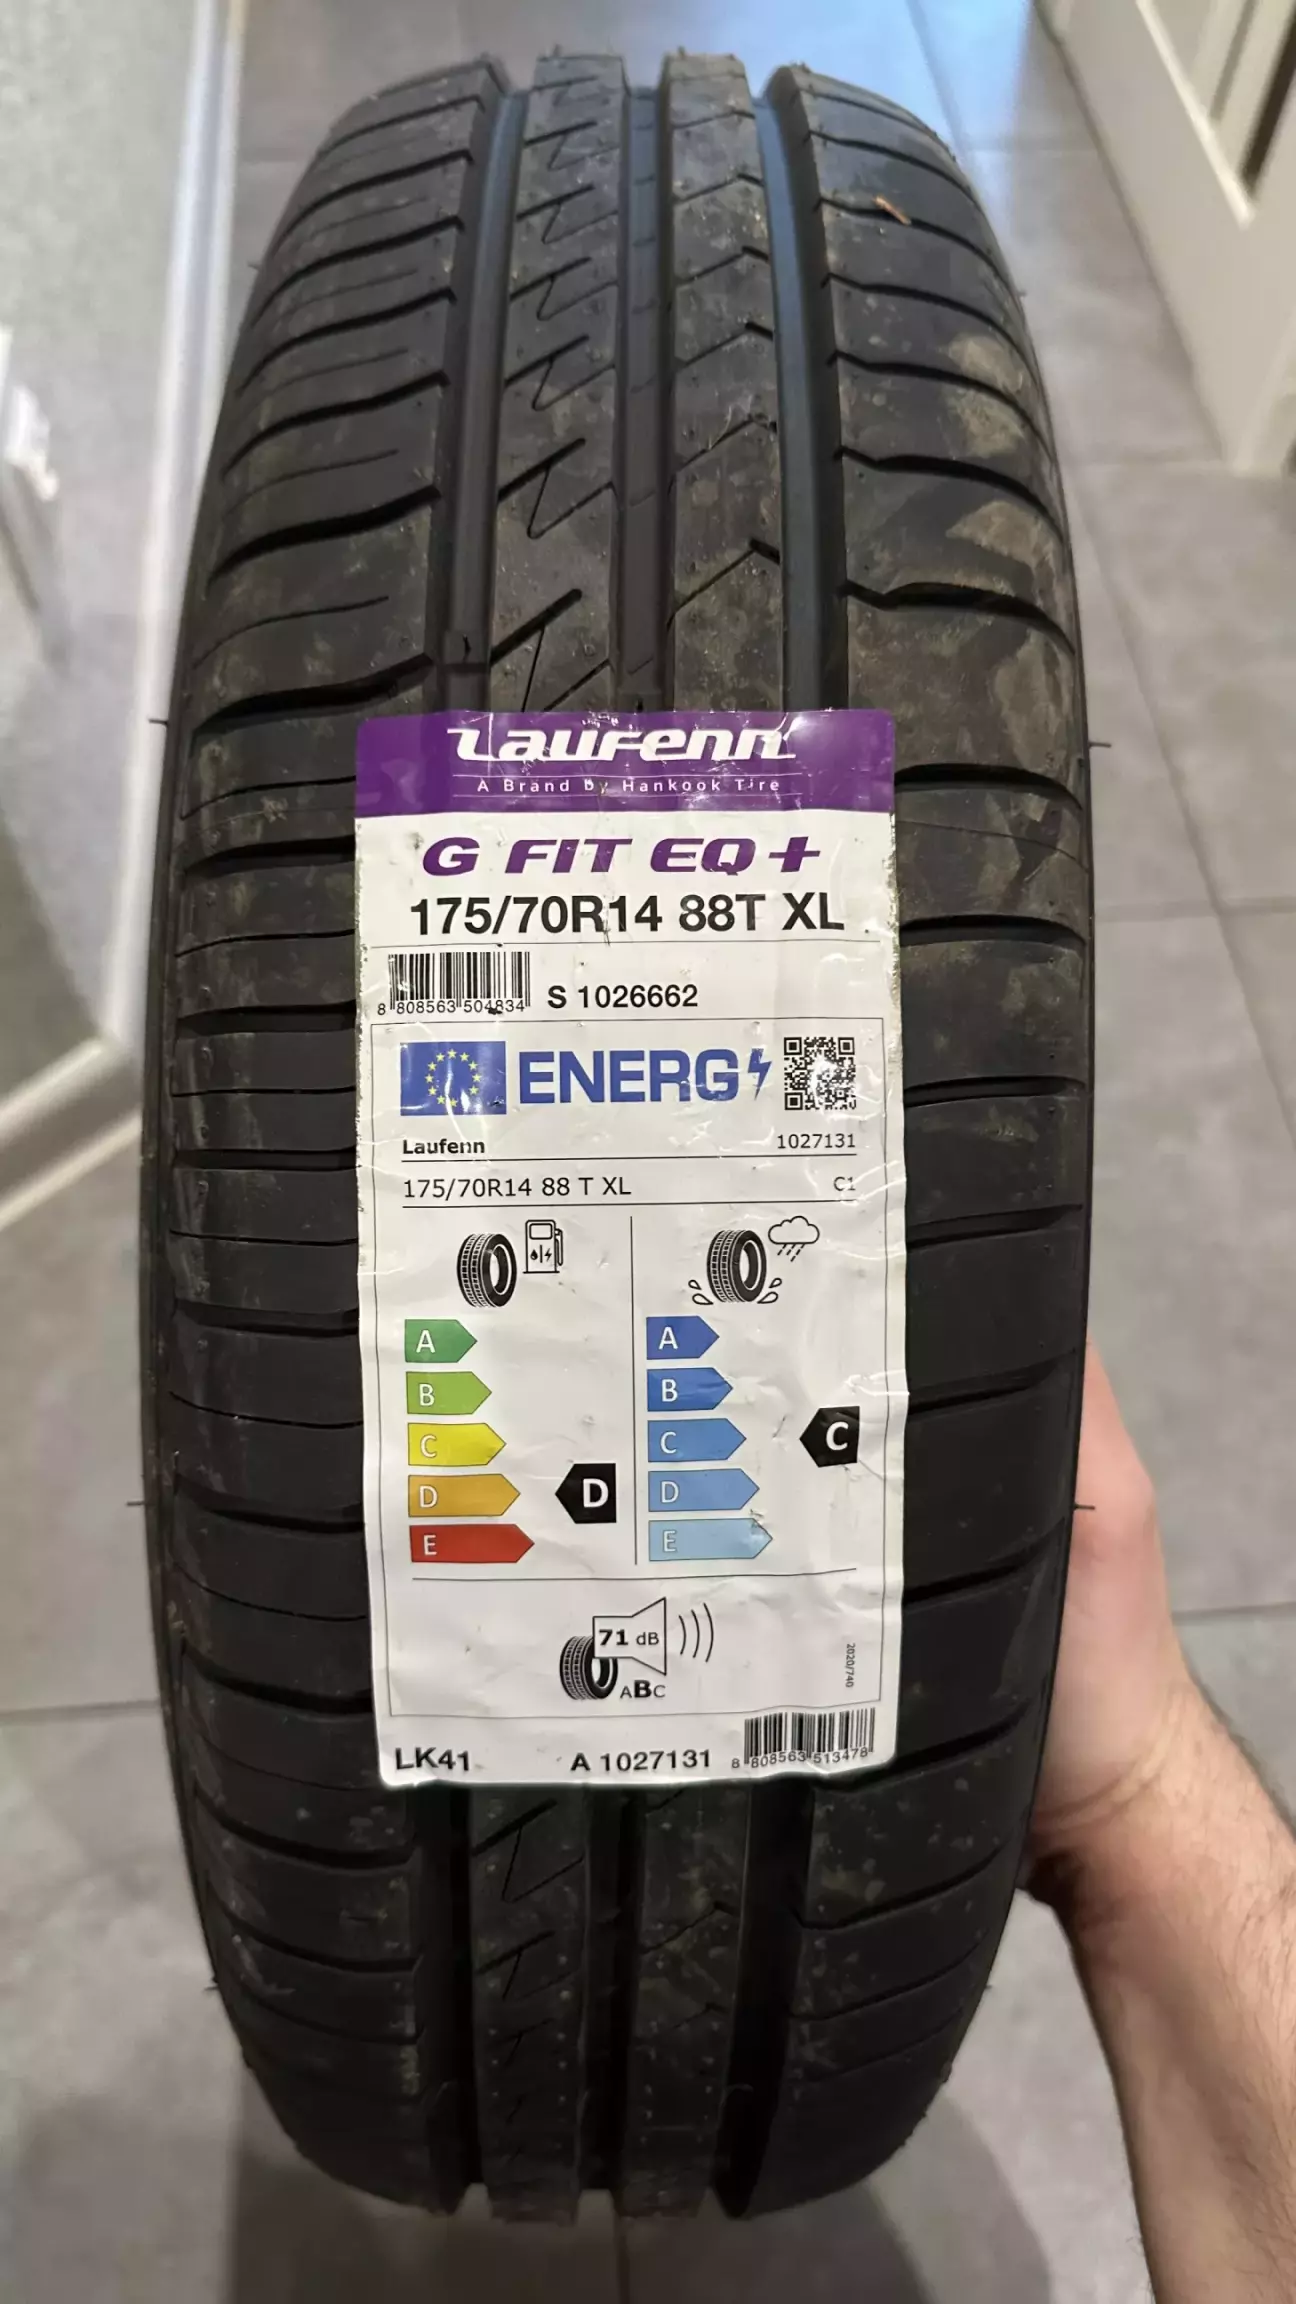 Laufenn
A Brand by Hankook Tire
G FIT EQ+
175/70R14 88T XL
8 808563 504834
S 1026662
ENERG
Laufenn 1027131
175/70R14 88 T XL C1
A A
B B
C C C
D D D
E E
71 dB
ABC
2020/740
LK41 A 1027131 8 808563 513478